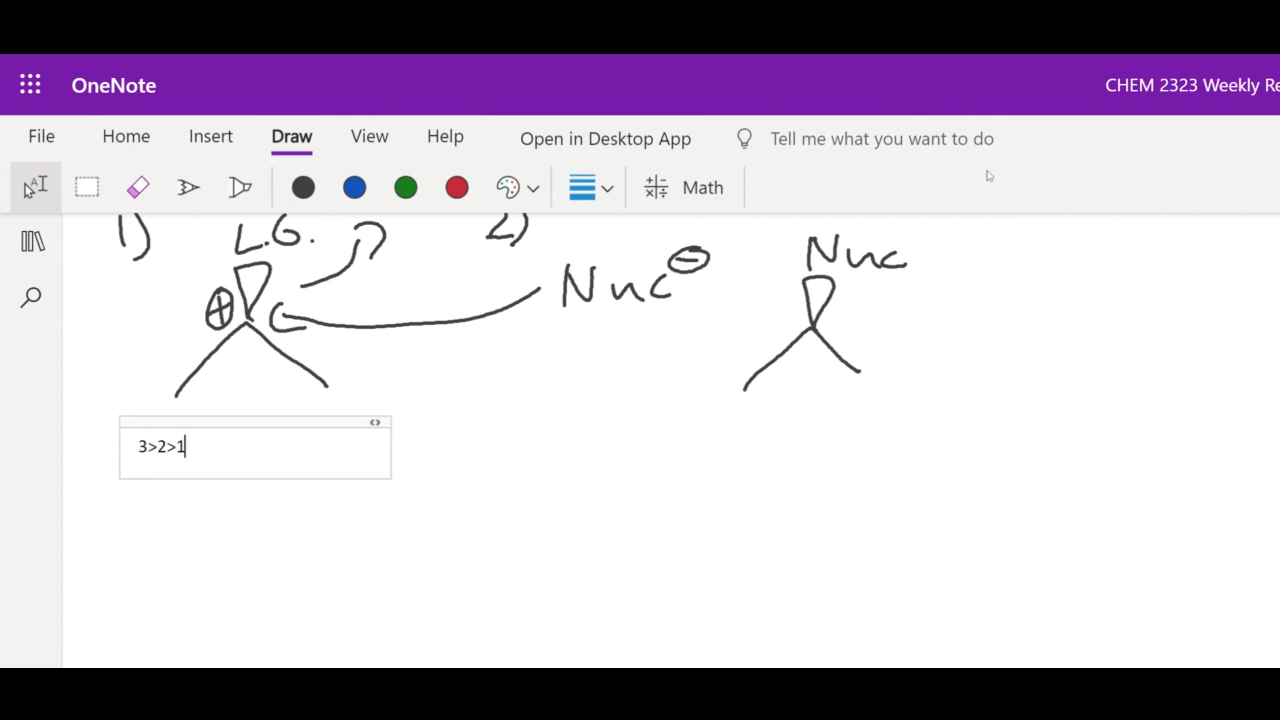 OneNote
CHEM 2323 Weekly Re
File Home Insert Draw View Help Open in Desktop App Tell me what you want to do
Math
1) L.G. 2)
Nuc⊖
Nuc
⊕
3>2>1